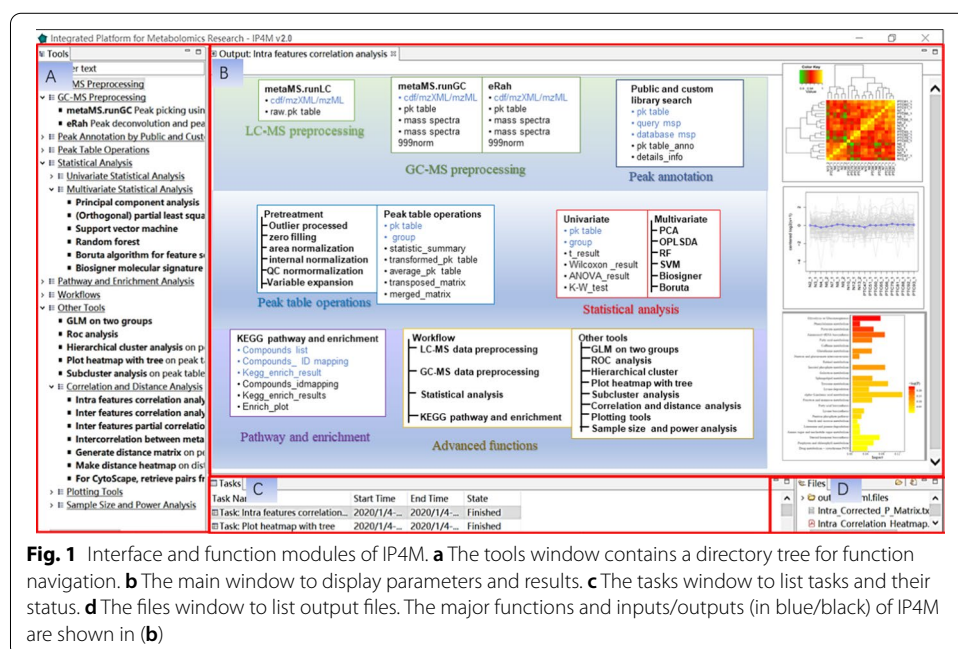 Integrated Platform for Metabolomics Research - IP4M v2.0
Tools
A
er text
MS Preprocessing
GC-MS Preprocessing
metaMS.runGC Peak picking usin
eRah Peak deconvolution and pea
Peak Annotation by Public and Cust
Peak Table Operations
Statistical Analysis
Univariate Statistical Analysis
Multivariate Statistical Analysis
Principal component analysis
(Orthogonal) partial least squa
Support vector machine
Random forest
Boruta algorithm for feature s
Biosigner molecular signature
Pathway and Enrichment Analysis
Workflows
Other Tools
GLM on two groups
Roc analysis
Hierarchical cluster analysis on p
Plot heatmap with tree on peak t
Subcluster analysis on peak table
Correlation and Distance Analysis
Intra features correlation analy
Inter features correlation analy
Inter features partial correlatio
Intercorrelation between meta
Generate distance matrix on p
Make distance heatmap on dis
For CytoScape, retrieve pairs f
Plotting Tools
Sample Size and Power Analysis
Output: Intra features correlation analysis
B
metaMS.runLC
• cdf/mzXML/mzML
• raw.pk table
LC-MS preprocessing
metaMS.runGC
• cdf/mzXML/mzML
• pk table
• mass spectra
• mass spectra
999norm
eRah
• cdf/mzXML/mzML
• pk table
• mass spectra
• mass spectra
999norm
GC-MS preprocessing
Public and custom
library search
• pk table
• query msp
• database msp
• pk table_anno
• details_info
Peak annotation
Pretreatment
Outlier processed
zero filling
area normalization
internal normalization
QC normormalization
Variable expansion
Peak table operations
• pk table
• group
• statistic_summary
• transformed_pk table
• average_pk table
• transposed_matrix
• merged_matrix
Peak table operations
Univariate
• pk table
• group
• t_result
• Wilcoxon _result
• ANOVA_result
• K-W_test
Multivariate
PCA
OPLSDA
RF
SVM
Biosigner
Boruta
Statistical analysis
KEGG pathway and enrichment
• Compounds list
• Compounds_ ID mapping
• Kegg_enrich_result
• Compounds_idmapping
• Kegg_enrich_results
• Enrich_plot
Pathway and enrichment
Workflow
LC-MS data preprocessing
GC-MS data preprocessing
Statistical analysis
KEGG pathway and enrichment
Other tools
GLM on two groups
ROC analysis
Hierarchical cluster
Plot heatmap with tree
Subcluster analysis
Correlation and distance analysis
Plotting tools
Sample size and power analysis
Advanced functions
Color Key
Value
Impact
Tasks
C
Task Na
Start Time
End Time
State
Task: Intra features correlation...
2020/1/4-...
2020/1/4-...
Finished
Task: Plot heatmap with tree
2020/1/4-...
2020/1/4-...
Finished
Files
D
out
ml.files
Intra_Corrected_P_Matrix.tx
Intra Correlation Heatmap.
Fig. 1 Interface and function modules of IP4M. a The tools window contains a directory tree for function
navigation. b The main window to display parameters and results. c The tasks window to list tasks and their
status. d The files window to list output files. The major functions and inputs/outputs (in blue/black) of IP4M
are shown in (b)